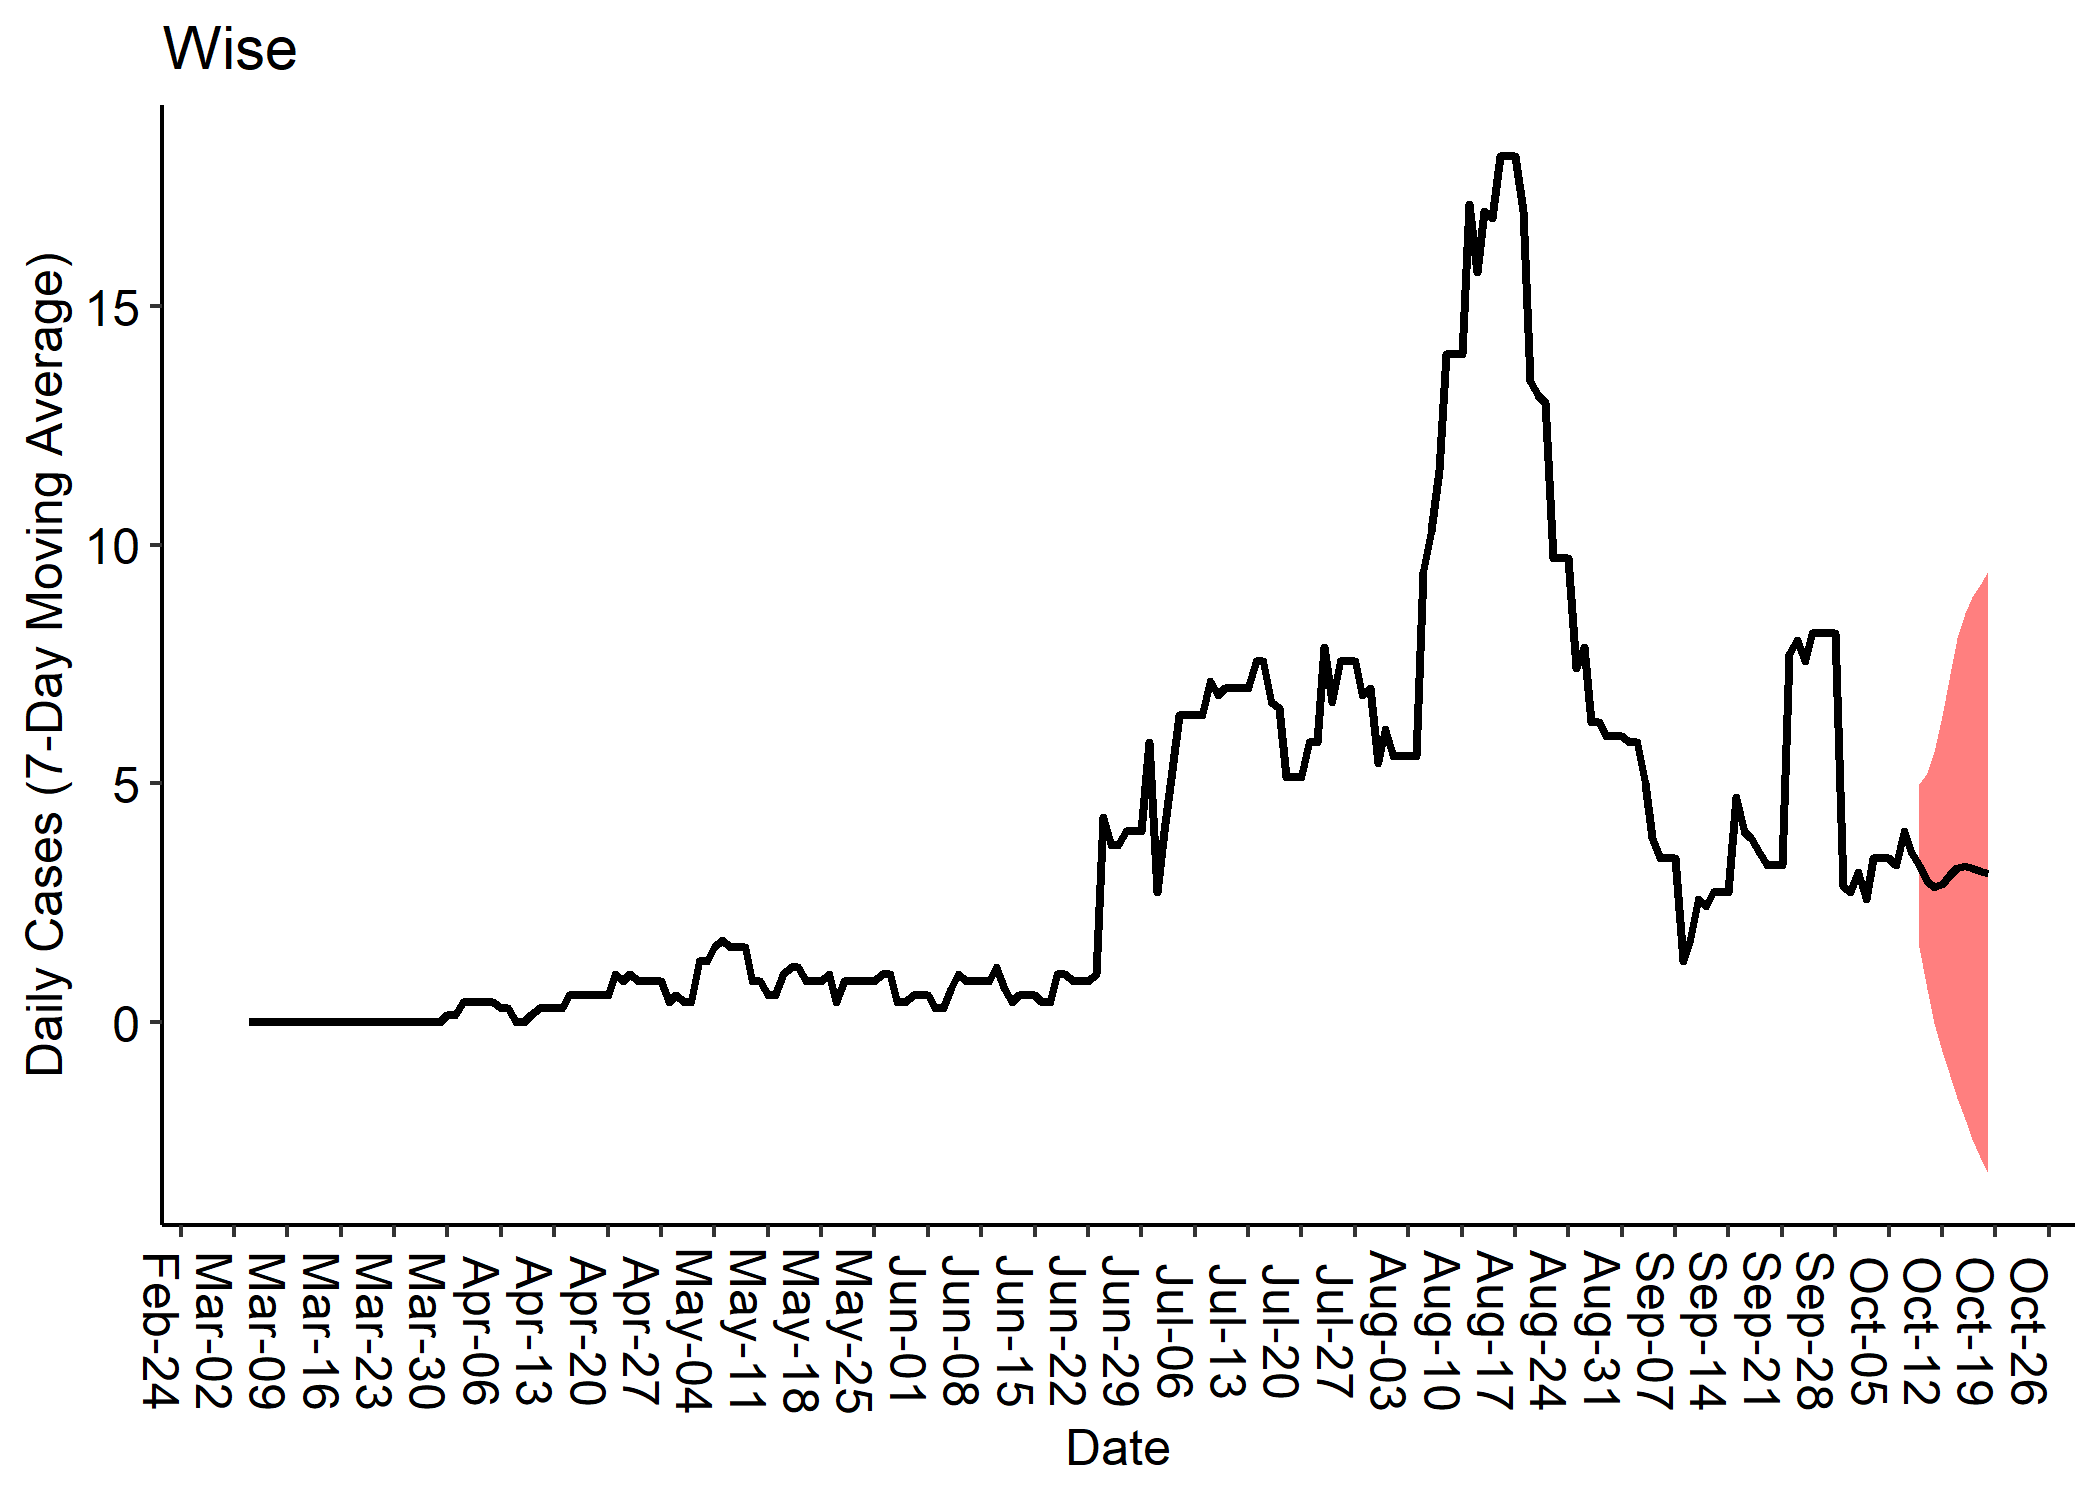 Wise
Daily Cases (7-Day Moving Average)
15
10
5
0
Feb-24
Mar-02
Mar-09
Mar-16
Mar-23
Mar-30
Apr-06
Apr-13
Apr-20
Apr-27
May-04
May-11
May-18
May-25
Jun-01
Jun-08
Jun-15
Jun-22
Jun-29
Jul-06
Jul-13
Jul-20
Jul-27
Aug-03
Aug-10
Aug-17
Aug-24
Aug-31
Sep-07
Sep-14
Sep-21
Sep-28
Oct-05
Oct-12
Oct-19
Oct-26
Date